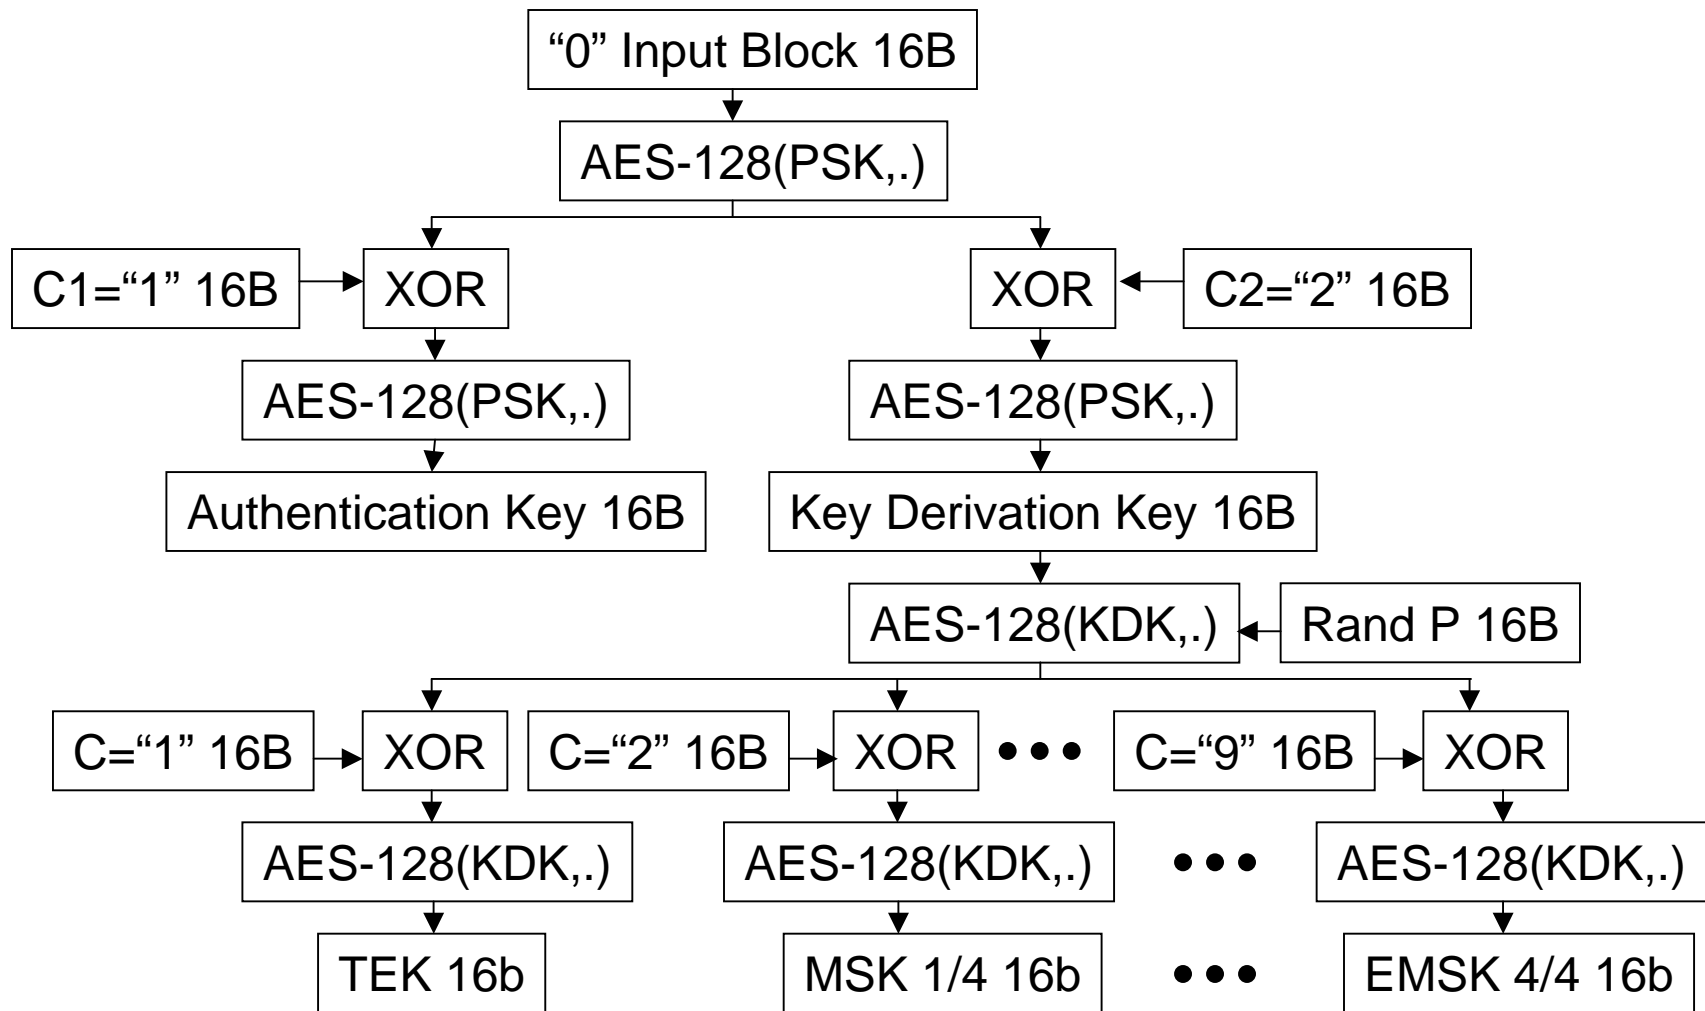 “0” Input Block 16B
AES-128(PSK,.)
C1=“1” 16B
XOR
XOR
C2=“2” 16B
AES-128(PSK,.)
AES-128(PSK,.)
Authentication Key 16B
Key Derivation Key 16B
AES-128(KDK,.)
Rand P 16B
C=“1” 16B
XOR
C=“2” 16B
XOR
C=“9” 16B
XOR
AES-128(KDK,.)
AES-128(KDK,.)
AES-128(KDK,.)
TEK 16b
MSK 1/4 16b
EMSK 4/4 16b